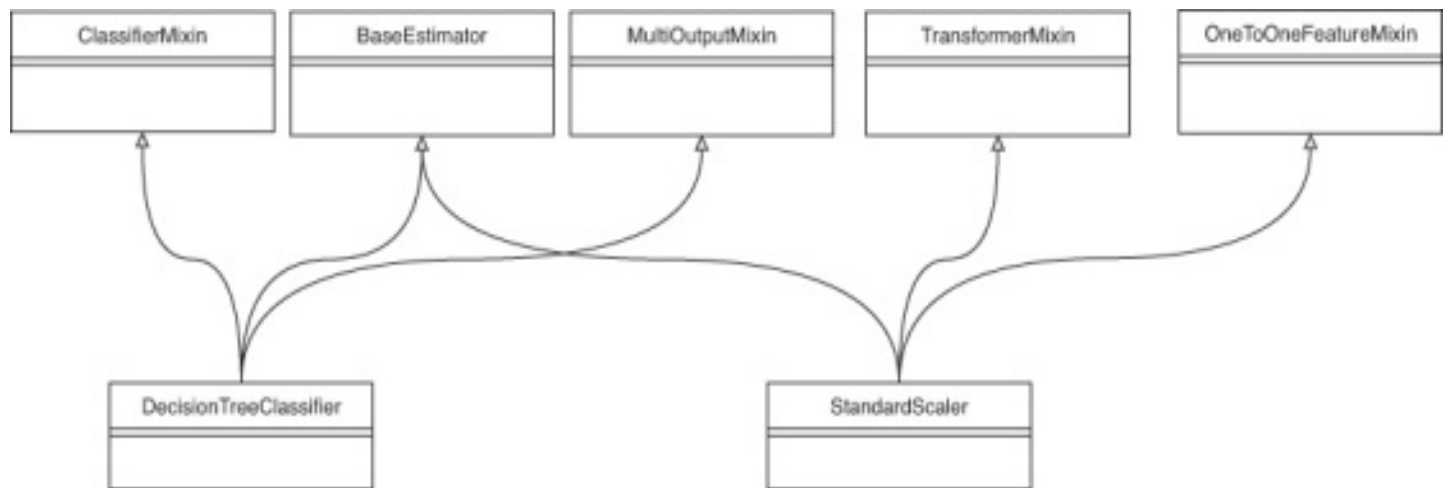 ClassifierMixin
BaseEstimator
MultiOutputMixin
TransformerMixin
OneToOneFeatureMixin
DecisionTreeClassifier
StandardScaler